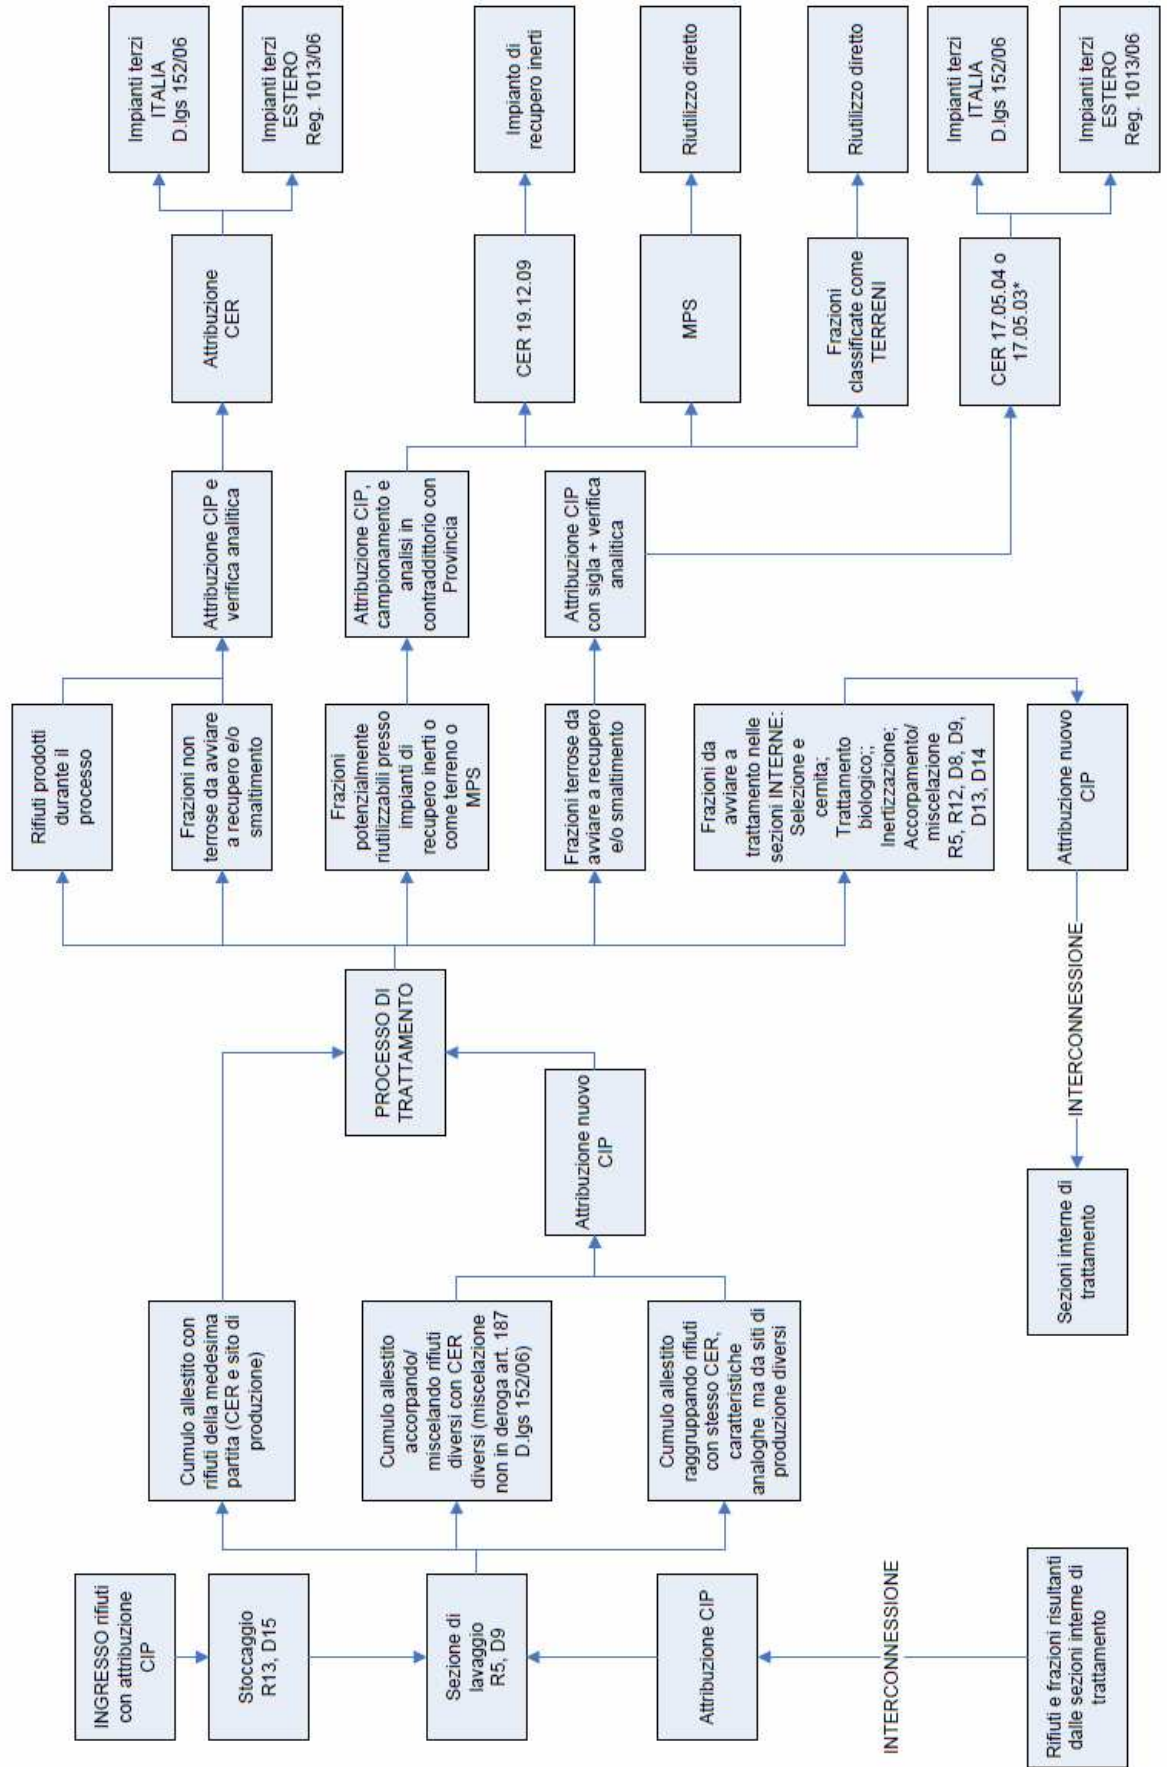 INGRESSO rifiuti
con attribuzione
CIP
Stoccaggio
R13, D15
Sezione di
lavaggio
R5, D9
Attribuzione CIP
INTERCONNESSIONE
Rifiuti e frazioni risultanti
dalle sezioni interne di
trattamento
Cumulo allestito con
rifiuti della medesima
partita (CER e sito di
produzione)
Cumulo allestito
accorpando/
miscelando rifiuti
diversi con CER
diversi (miscelazione
non in deroga art. 187
D.lgs 152/06)
Cumulo allestito
raggruppando rifiuti
con stesso CER,
caratteristiche
analoghe ma da siti di
produzione diversi
Attribuzione nuovo
CIP
PROCESSO DI
TRATTAMENTO
Sezioni interne di
trattamento
INTERCONNESSIONE
Rifiuti prodotti
durante il
processo
Frazioni non
terrose da avviare
a recupero e/o
smaltimento
Frazioni
potenzialmente
riutilizzabili presso
impianti di
recupero inerti o
come terreno o
MPS
Frazioni terrose da
avviare a recupero
e/o smaltimento
Frazioni da
avviare a
trattamento nelle
sezioni INTERNE:
Selezione e
cernita;
Trattamento
biologico;;
Inertizzazione;
Accorpamento/
miscelazione
R5, R12, D8, D9,
D13, D14
Attribuzione nuovo
CIP
Attribuzione CIP e
verifica analitica
Attribuzione CIP,
campionamento e
analisi in
contraddittorio con
Provincia
Attribuzione CIP
con sigla + verifica
analitica
Attribuzione
CER
CER 19.12.09
MPS
Frazioni
classificate come
TERRENI
CER 17.05.04 o
17.05.03*
Impianti terzi
ITALIA
D.lgs 152/06
Impianti terzi
ESTERO
Reg. 1013/06
Impianto di
recupero inerti
Riutilizzo diretto
Riutilizzo diretto
Impianti terzi
ITALIA
D.lgs 152/06
Impianti terzi
ESTERO
Reg. 1013/06